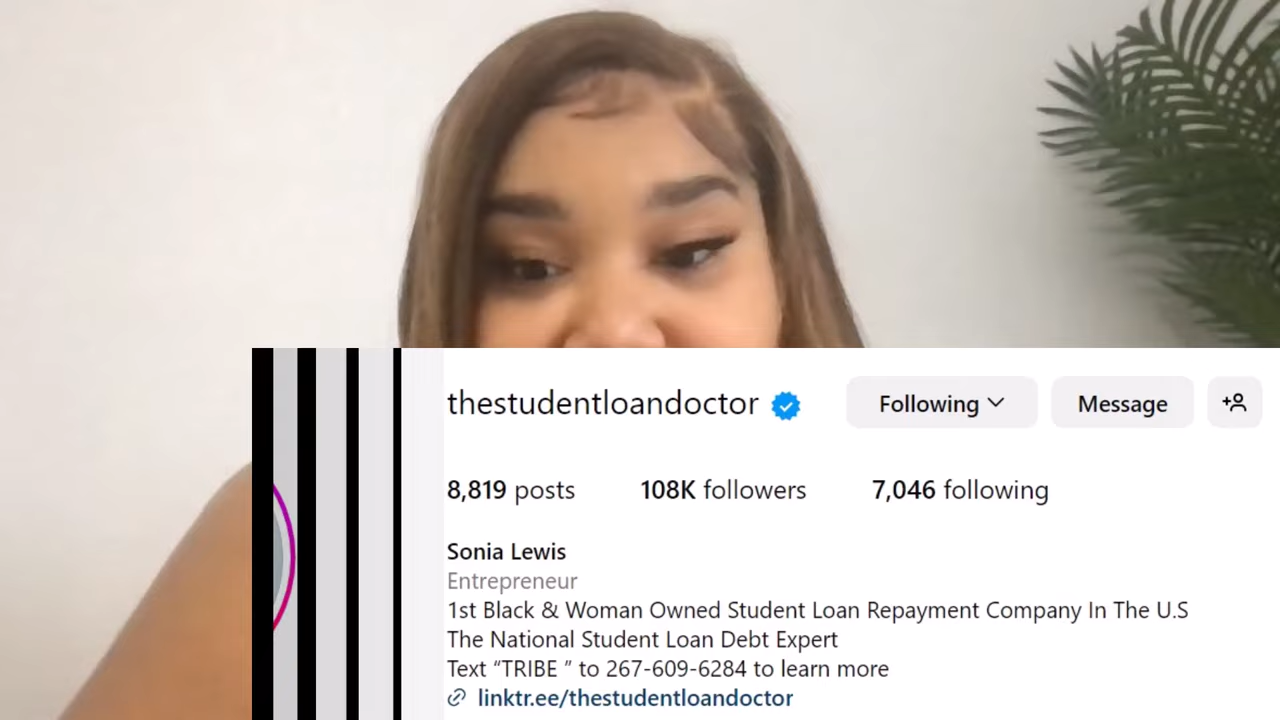 thestudentloandoctor
Following
Message
8,819 posts 108K followers 7,046 following
Sonia Lewis
Entrepreneur
1st Black & Woman Owned Student Loan Repayment Company In The U.S
The National Student Loan Debt Expert
Text “TRIBE ” to 267-609-6284 to learn more
linktr.ee/thestudentloandoctor